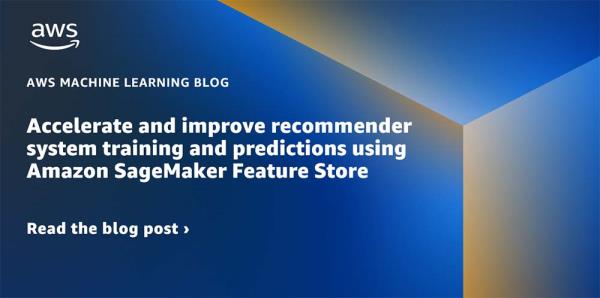 aws
AWS MACHINE LEARNING BLOG
Accelerate and improve recommender
system training and predictions using
Amazon SageMaker Feature Store
Read the blog post ›